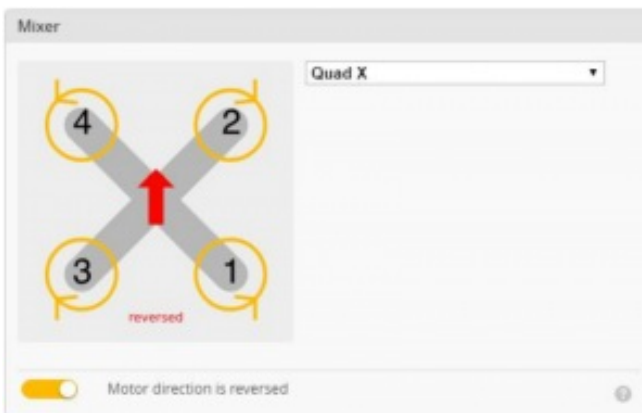 Mixer
Quad X
4 2
3 1
reversed
Motor direction is reversed
?